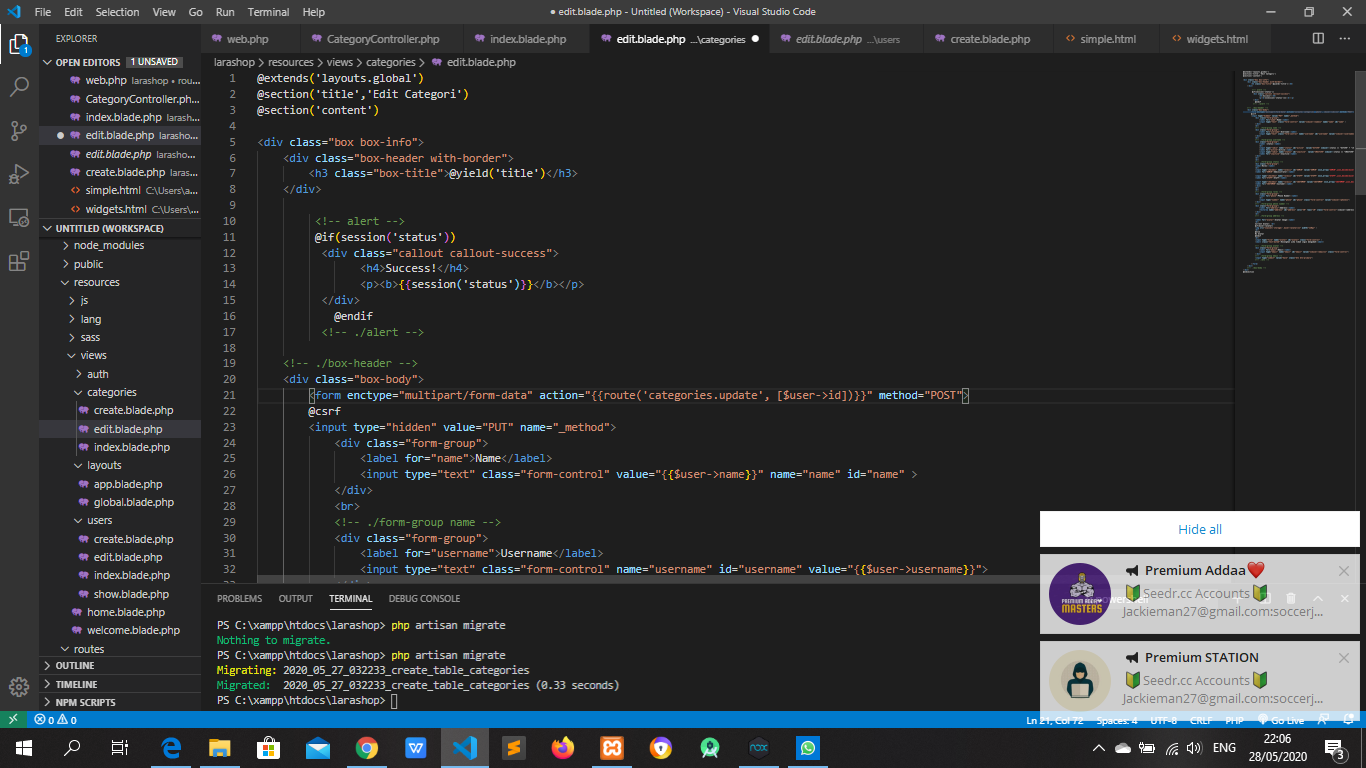 File Edit Selection View Go Run Terminal Help
● edit.blade.php - Untitled (Workspace) - Visual Studio Code
EXPLORER
OPEN EDITORS 1 UNSAVED
web.php larashop • rou...
CategoryController.ph...
index.blade.php larash...
● edit.blade.php larasho...
edit.blade.php larasho...
create.blade.php larash...
simple.html C:\Users\a...
widgets.html C:\Users\...
UNTITLED (WORKSPACE)
node_modules
public
resources
js
lang
sass
views
auth
categories
create.blade.php
edit.blade.php
index.blade.php
layouts
app.blade.php
global.blade.php
users
create.blade.php
edit.blade.php
index.blade.php
show.blade.php
home.blade.php
welcome.blade.php
routes
OUTLINE
TIMELINE
NPM SCRIPTS
web.php CategoryController.php index.blade.php edit.blade.php ...\categories ● edit.blade.php ...\users create.blade.php simple.html widgets.html
larashop > resources > views > categories > edit.blade.php
1 @extends('layouts.global')
2 @section('title','Edit Categori')
3 @section('content')
4
5 <div class="box box-info">
6 <div class="box-header with-border">
7 <h3 class="box-title">@yield('title')</h3>
8 </div>
9
10 <!-- alert -->
11 @if(session('status'))
12 <div class="callout callout-success">
13 <h4>Success!</h4>
14 <p><b>{{session('status')}}</b></p>
15 </div>
16 @endif
17 <!-- ./alert -->
18
19 <!-- ./box-header -->
20 <div class="box-body">
21 <form enctype="multipart/form-data" action="{{route('categories.update', [$user->id])}}" method="POST">
22 @csrf
23 <input type="hidden" value="PUT" name="_method">
24 <div class="form-group">
25 <label for="name">Name</label>
26 <input type="text" class="form-control" value="{{$user->name}}" name="name" id="name" >
27 </div>
28 <br>
29 <!-- ./form-group name -->
30 <div class="form-group">
31 <label for="username">Username</label>
32 <input type="text" class="form-control" name="username" id="username" value="{{$user->username}}">
PROBLEMS OUTPUT TERMINAL DEBUG CONSOLE
PS C:\xampp\htdocs\larashop> php artisan migrate
Nothing to migrate.
PS C:\xampp\htdocs\larashop> php artisan migrate
Migrating: 2020_05_27_032233_create_table_categories
Migrated: 2020_05_27_032233_create_table_categories (0.33 seconds)
PS C:\xampp\htdocs\larashop>
Hide all
Premium Addaa❤️
🔰Seedr.cc Accounts🔰
Jackieman27@gmail.com:soccerj...
PREMIUM ADDA MASTERS
Premium STATION
🔰Seedr.cc Accounts🔰
Jackieman27@gmail.com:soccerj...
0 0
Ln 21, Col 72 Spaces: 4 UTF-8 CRLF PHP Go Live
ENG
22:06
28/05/2020
3